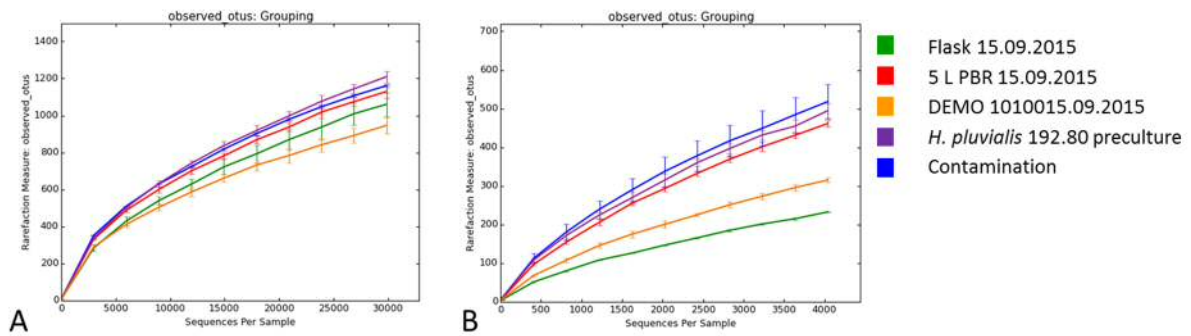 observed_otus: Grouping
1400
1200
1000
800
600
400
200
0
0 5000 10000 15000 20000 25000 30000
Rarefaction Measure: observed_otus
Sequences Per Sample
A
observed_otus: Grouping
700
600
500
400
300
200
100
0
0 500 1000 1500 2000 2500 3000 3500 4000
Rarefaction Measure: observed_otus
Sequences Per Sample
B
Flask 15.09.2015
5 L PBR 15.09.2015
DEMO 1010015.09.2015
H. pluvialis 192.80 preculture
Contamination